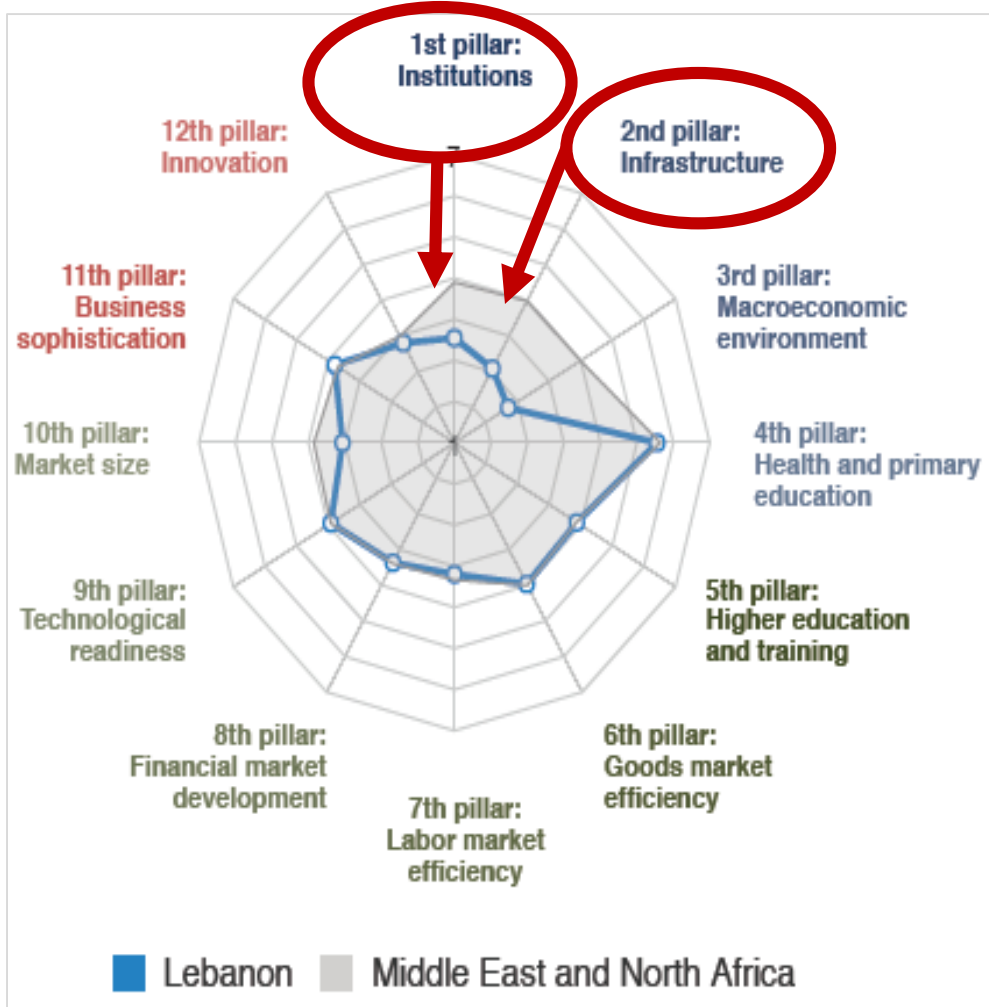 1st pillar:
Institutions
2nd pillar:
Infrastructure
3rd pillar:
Macroeconomic
environment
4th pillar:
Health and primary
education
5th pillar:
Higher education
and training
6th pillar:
Goods market
efficiency
7th pillar:
Labor market
efficiency
8th pillar:
Financial market
development
9th pillar:
Technological
readiness
10th pillar:
Market size
11th pillar:
Business
sophistication
12th pillar:
Innovation
7
1
Lebanon
Middle East and North Africa